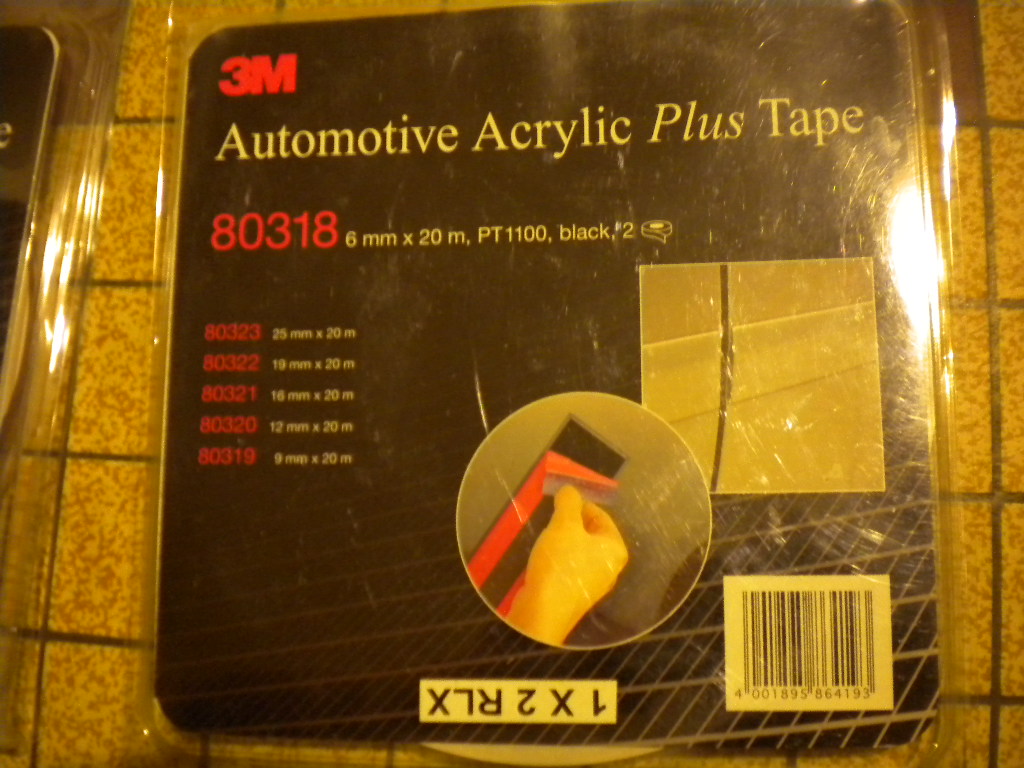 3M
Automotive Acrylic Plus Tape
80318 6 mm x 20 m, PT1100, black, #2
80323 25 mm x 20 m
80322 19 mm x 20 m
80321 16 mm x 20 m
80320 12 mm x 20 m
80319 9 mm x 20 m
1 X 2 RLX
4 001895 864193
e